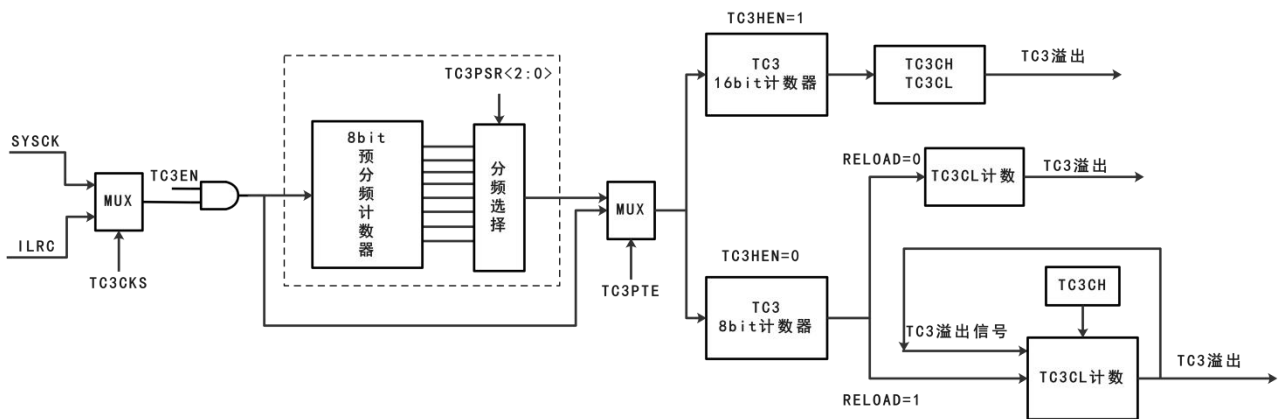 SYSCK
ILRC
MUX
TC3CKS
TC3EN
8bit
预
分
频
计
数
器
TC3PSR<2:0>
分
频
选
择
MUX
TC3PTE
TC3HEN=1
TC3
16bit计数器
TC3CH
TC3CL
TC3溢出
TC3HEN=0
TC3
8bit计数器
RELOAD=0
TC3CL计数
TC3溢出
TC3CH
TC3溢出信号
TC3CL计数
TC3溢出
RELOAD=1